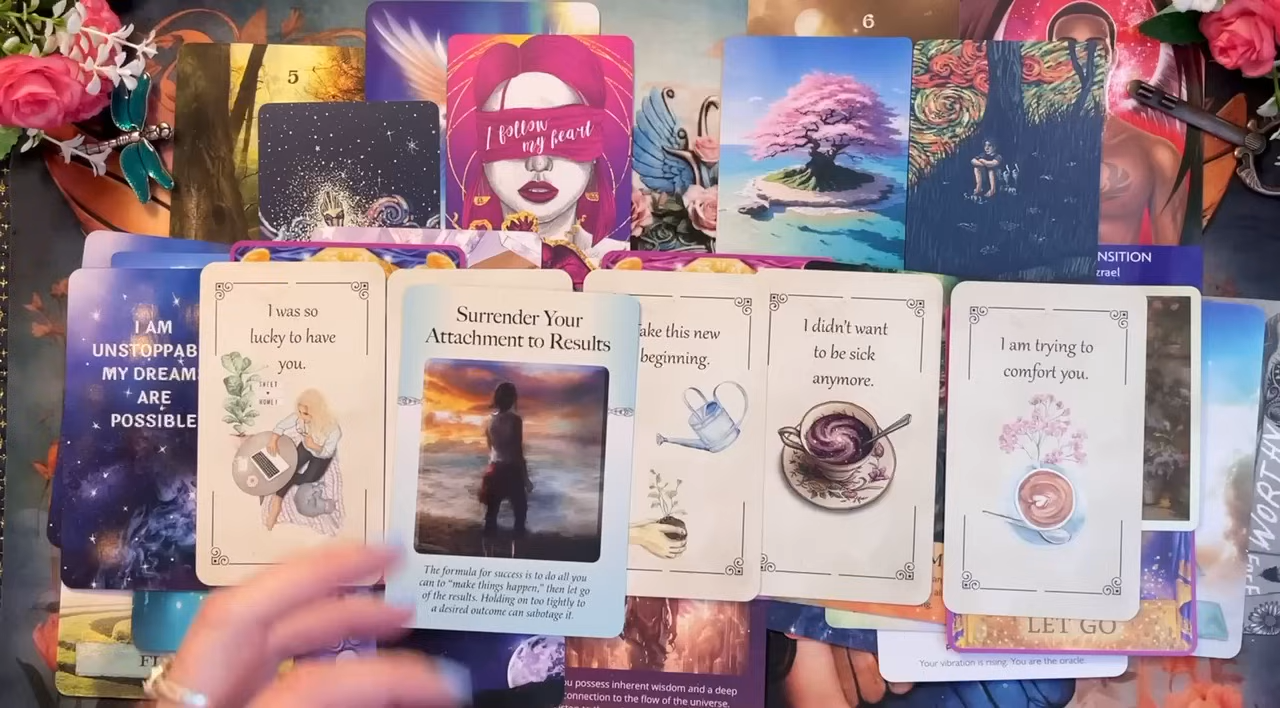 5
6
I follow
my heart
NSITION
zrael
I AM
UNSTOPPAB
MY DREAM
ARE
POSSIBLE
I was so
lucky to have
you.
SWEET
HOME!
Surrender Your
Attachment to Results
The formula for success is to do all you
can to “make things happen,” then let go
of the results. Holding on too tightly to
a desired outcome can sabotage it.
ake this new
beginning.
I didn’t want
to be sick
anymore.
I am trying to
comfort you.
WORTHY
LET GO
Your vibration is rising. You are the oracle.
ou possess inherent wisdom and a deep
connection to the flow of the universe.